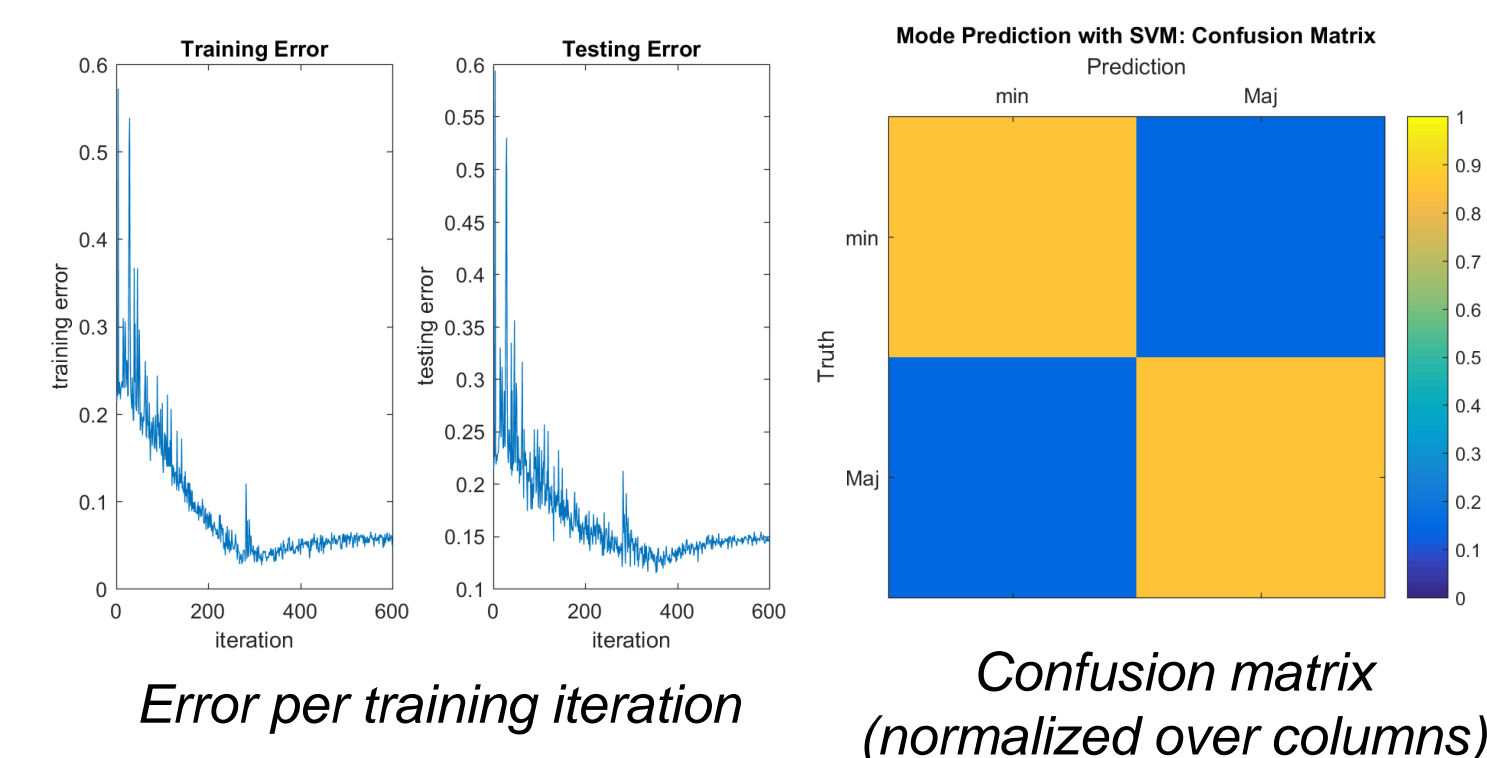 Training Error
0.6
0.5
0.4
0.3
0.2
0.1
0
training error
0 200 400 600
iteration
Testing Error
0.6
0.55
0.5
0.45
0.4
0.35
0.3
0.25
0.2
0.15
0.1
testing error
0 200 400 600
iteration
Error per training iteration
Mode Prediction with SVM: Confusion Matrix
Prediction
min Maj
Truth
min
Maj
1
0.9
0.8
0.7
0.6
0.5
0.4
0.3
0.2
0.1
0
Confusion matrix
(normalized over columns)